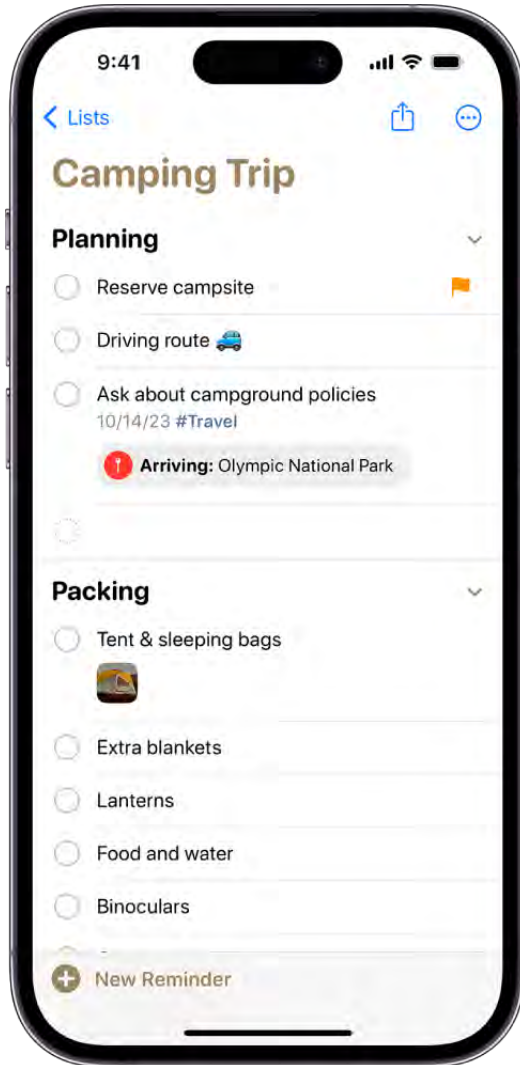 9:41
Lists
Camping Trip
Planning
Reserve campsite
Driving route
Ask about campground policies
10/14/23 #Travel
Arriving: Olympic National Park
Packing
Tent & sleeping bags
Extra blankets
Lanterns
Food and water
Binoculars
New Reminder